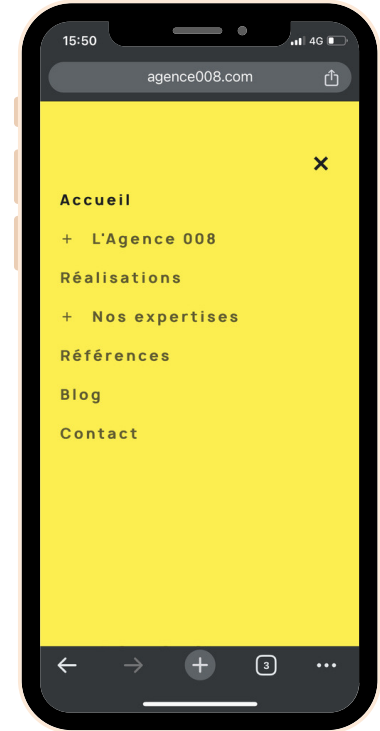 15:50
4G
agence008.com
Accueil
+ L'Agence 008
Réalisations
+ Nos expertises
Références
Blog
Contact
3